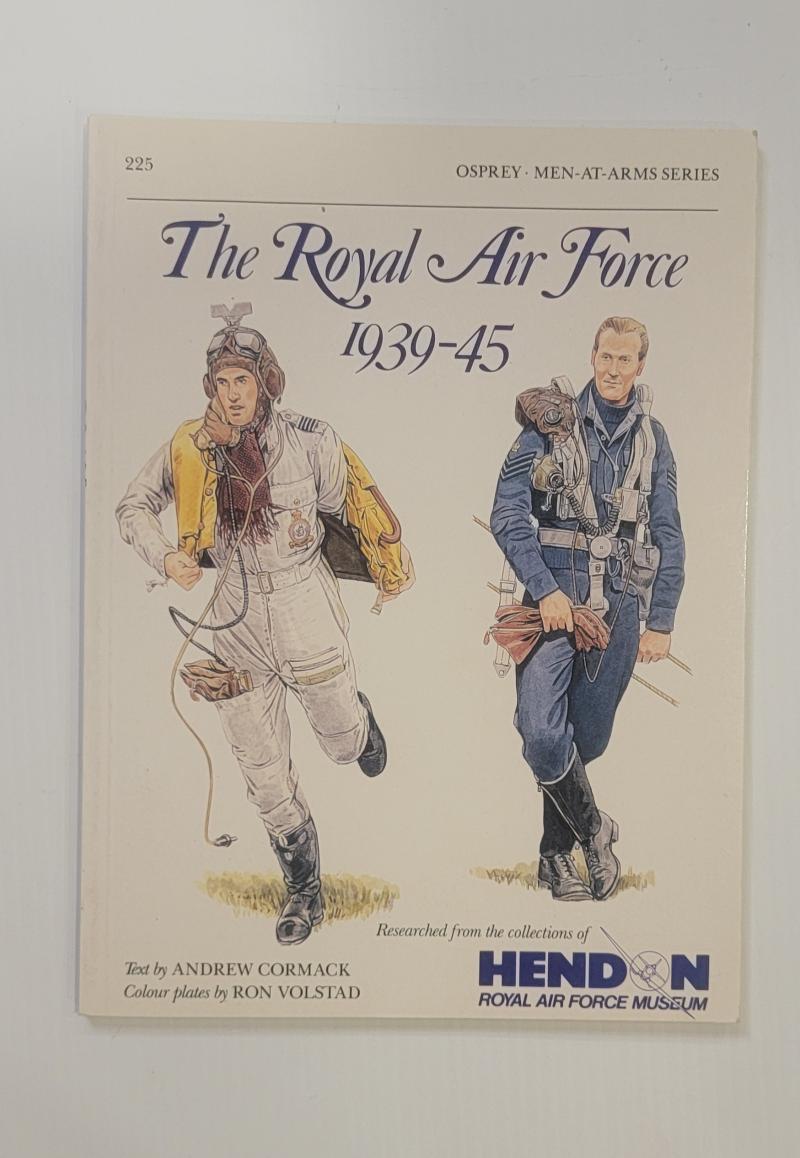 225
OSPREY · MEN-AT-ARMS SERIES
The Royal Air Force
1939-45
Researched from the collections of
HENDON
ROYAL AIR FORCE MUSEUM
Text by ANDREW CORMACK
Colour plates by RON VOLSTAD